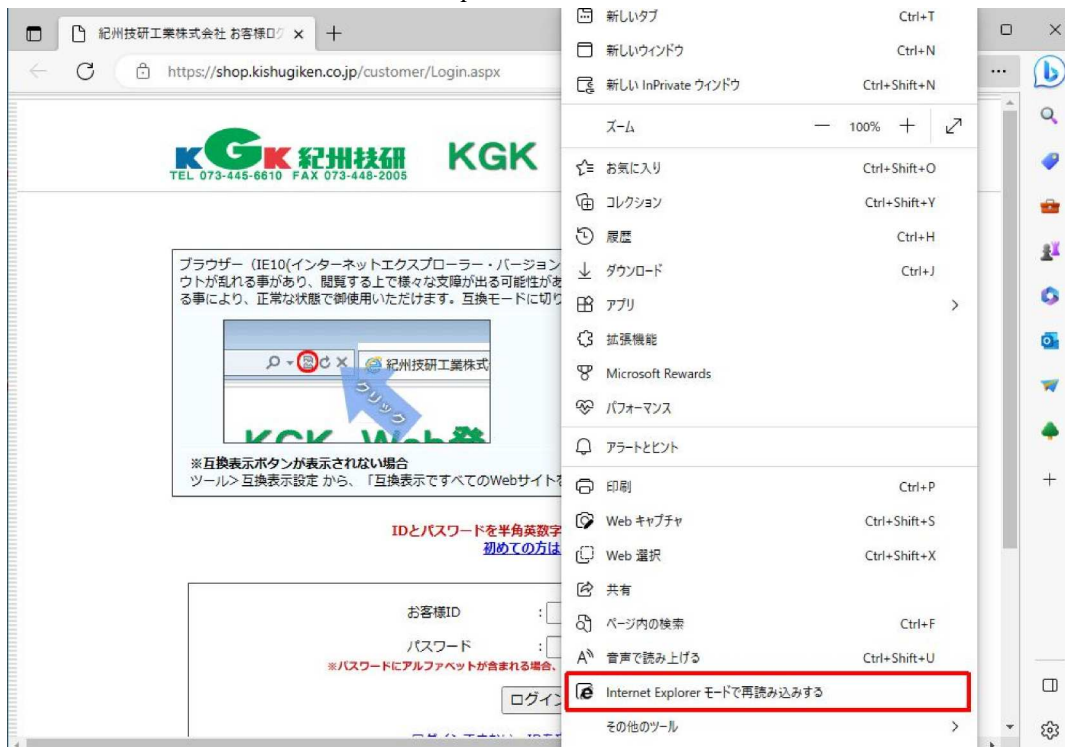 紀州技研工業株式会社 お客様ログ
https://shop.kishugiken.co.jp/customer/Login.aspx
KGK 紀州技研
TEL 073-445-6610 FAX 073-448-2005
KGK
ブラウザー（IE10(インターネットエクスプローラー・バージョン
ウトが乱れる事があり、閲覧する上で様々な支障が出る可能性があ
る事により、正常な状態で御使用いただけます。互換モードに切り
紀州技研工業株式
クリック
KGK Web発
※互換表示ボタンが表示されない場合
ツール> 互換表示設定 から、「互換表示ですべてのWebサイトを
IDとパスワードを半角英数字
初めての方は
お客様ID :
パスワード :
※パスワードにアルファベットが含まれる場合、
ログイン
新しいタブ Ctrl+T
新しいウィンドウ Ctrl+N
新しい InPrivate ウィンドウ Ctrl+Shift+N
ズーム — 100% +
お気に入り Ctrl+Shift+O
コレクション Ctrl+Shift+Y
履歴 Ctrl+H
ダウンロード Ctrl+J
アプリ
拡張機能
Microsoft Rewards
パフォーマンス
アラートとヒント
印刷 Ctrl+P
Web キャプチャ Ctrl+Shift+S
Web 選択 Ctrl+Shift+X
共有
ページ内の検索 Ctrl+F
音声で読み上げる Ctrl+Shift+U
Internet Explorer モードで再読み込みする
その他のツール